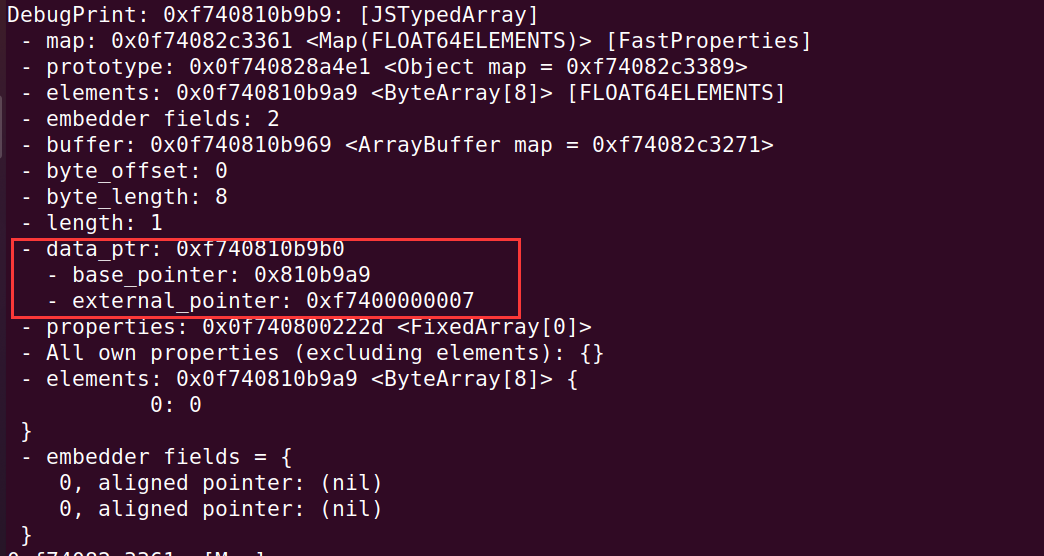 DebugPrint: 0xf740810b9b9: [JSTypedArray]
- map: 0x0f74082c3361 <Map(FLOAT64ELEMENTS)> [FastProperties]
- prototype: 0x0f740828a4e1 <Object map = 0xf74082c3389>
- elements: 0x0f740810b9a9 <ByteArray[8]> [FLOAT64ELEMENTS]
- embedder fields: 2
- buffer: 0x0f740810b969 <ArrayBuffer map = 0xf74082c3271>
- byte_offset: 0
- byte_length: 8
- length: 1
- data_ptr: 0xf740810b9b0
- base_pointer: 0x810b9a9
- external_pointer: 0xf7400000007
- properties: 0x0f740800222d <FixedArray[0]>
- All own properties (excluding elements): {}
- elements: 0x0f740810b9a9 <ByteArray[8]> {
0: 0
}
- embedder fields = {
0, aligned pointer: (nil)
0, aligned pointer: (nil)
}